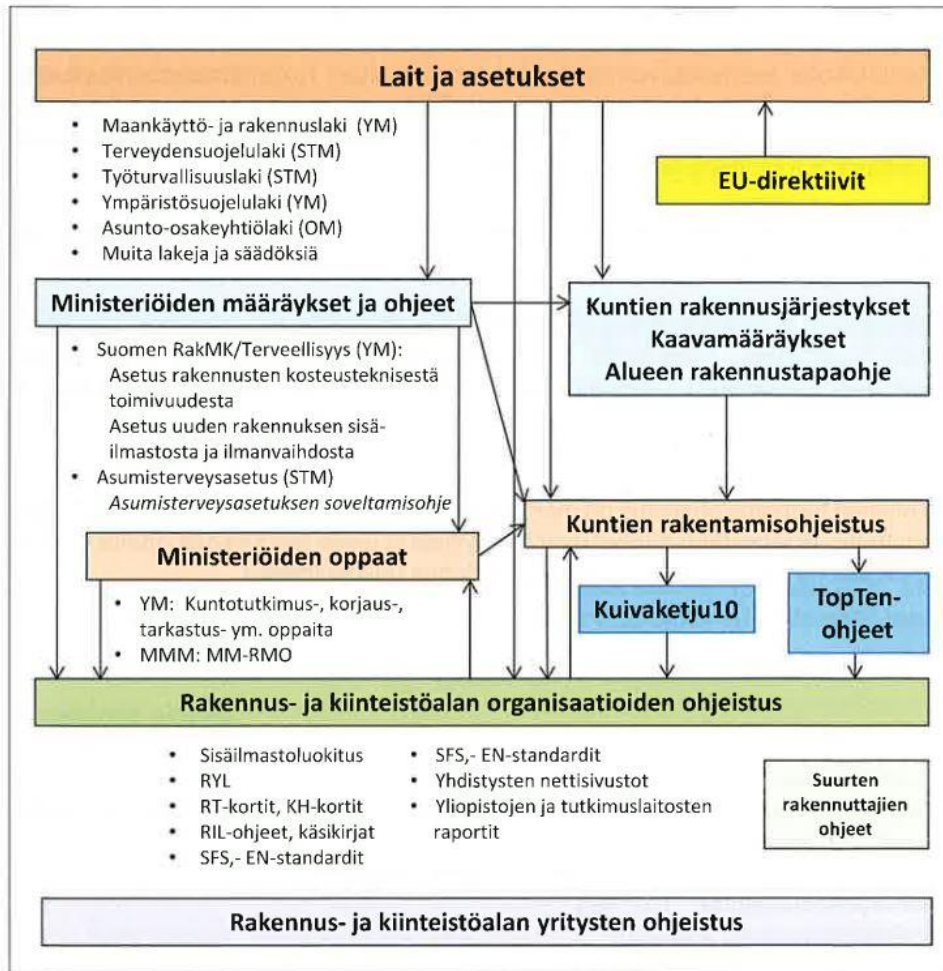 Lait ja asetukset
• Maankäyttö- ja rakennuslaki (YM)
• Terveydensuojelulaki (STM)
• Työturvallisuuslaki (STM)
• Ympäristösuojelulaki (YM)
• Asunto-osakeyhtiölaki (OM)
• Muita lakeja ja säädöksiä
EU-direktiivit
Ministeriöiden määräykset ja ohjeet
Kuntien rakennusjärjestykset
Kaavamääräykset
Alueen rakennustapaohje
• Suomen RakMK/Terveellisyys (YM):
Asetus rakennusten kosteusteknisestä
toimivuudesta
Asetus uuden rakennuksen sisä-
ilmastosta ja ilmanvaihdosta
• Asumisterveysasetus (STM)
Asumisterveysasetuksen soveltamisohje
Kuntien rakentamisohjeistus
Ministeriöiden oppaat
• YM: Kuntotutkimus-, korjaus-,
tarkastus- ym. oppaita
• MMM: MM-RMO
Kuivaketju10
TopTen-
ohjeet
Rakennus- ja kiinteistöalan organisaatioiden ohjeistus
• Sisäilmastoluokitus
• RYL
• RT-kortit, KH-kortit
• RIL-ohjeet, käsikirjat
• SFS,- EN-standardit
• SFS,- EN-standardit
• Yhdistysten nettisivustot
• Yliopistojen ja tutkimuslaitosten
raportit
Suurten
rakennuttajien
ohjeet
Rakennus- ja kiinteistöalan yritysten ohjeistus